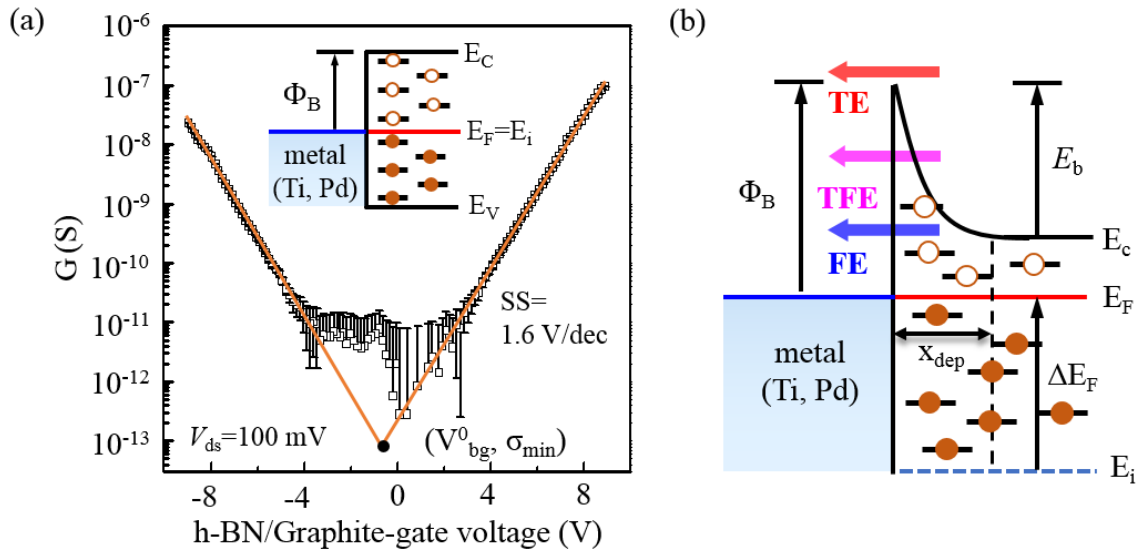 (a)
G (S)
10⁻⁶
10⁻⁷
10⁻⁸
10⁻⁹
10⁻¹⁰
10⁻¹¹
10⁻¹²
10⁻¹³
Φ_B
E_C
E_F=E_i
E_V
metal
(Ti, Pd)
SS=
1.6 V/dec
V_ds=100 mV
(V⁰_bg, σ_min)
-8 -4 0 4 8
h-BN/Graphite-gate voltage (V)
(b)
TE
TFE
FE
Φ_B
E_b
E_c
E_F
metal
(Ti, Pd)
x_dep
ΔE_F
E_i